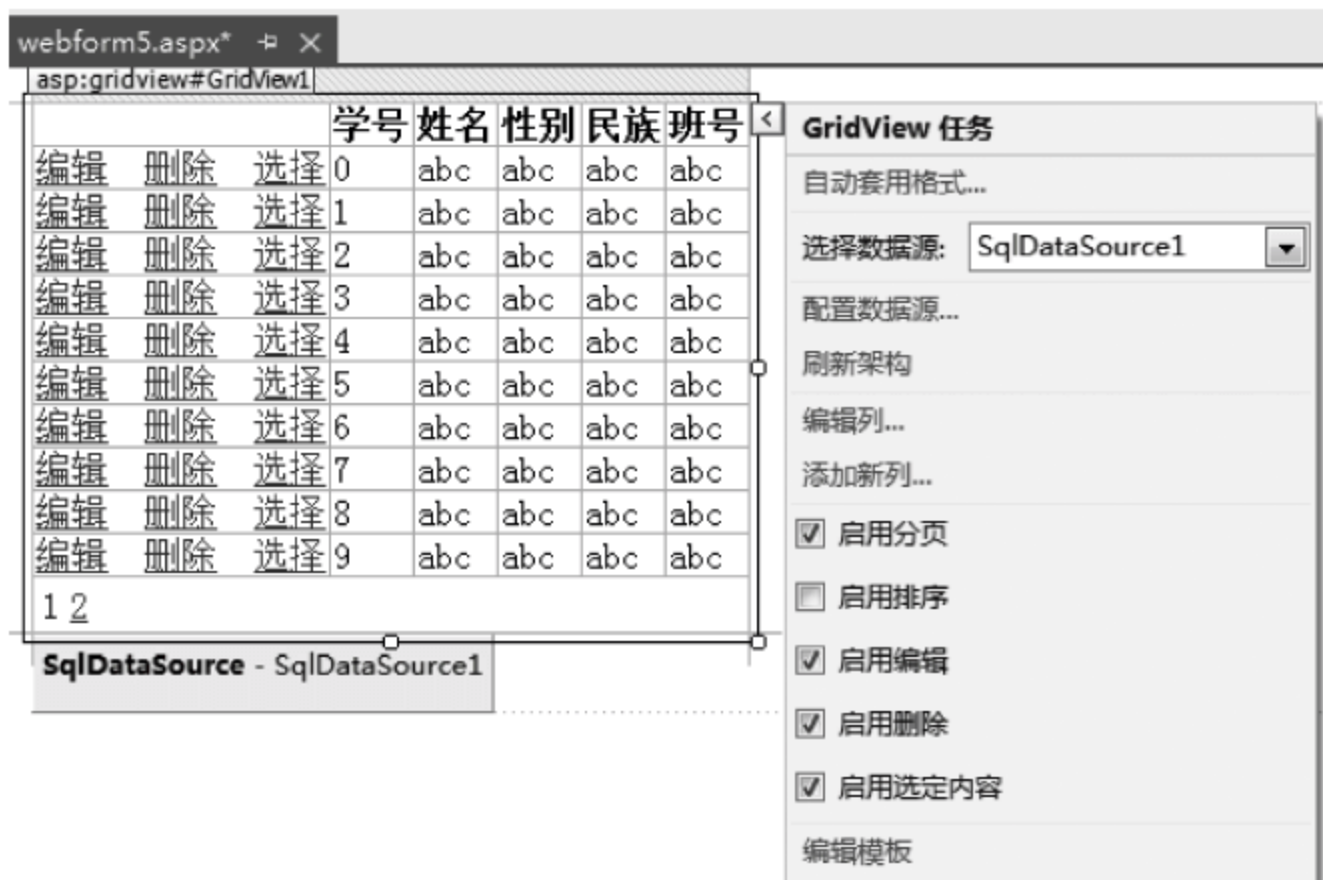 webform5.aspx*
asp:gridview#GridView1
学号 姓名 性别 民族 班号
编辑 删除 选择 0 abc abc abc abc
编辑 删除 选择 1 abc abc abc abc
编辑 删除 选择 2 abc abc abc abc
编辑 删除 选择 3 abc abc abc abc
编辑 删除 选择 4 abc abc abc abc
编辑 删除 选择 5 abc abc abc abc
编辑 删除 选择 6 abc abc abc abc
编辑 删除 选择 7 abc abc abc abc
编辑 删除 选择 8 abc abc abc abc
编辑 删除 选择 9 abc abc abc abc
1 2
SqlDataSource - SqlDataSource1
GridView 任务
自动套用格式...
选择数据源: SqlDataSource1
配置数据源...
刷新架构
编辑列...
添加新列...
启用分页
启用排序
启用编辑
启用删除
启用选定内容
编辑模板